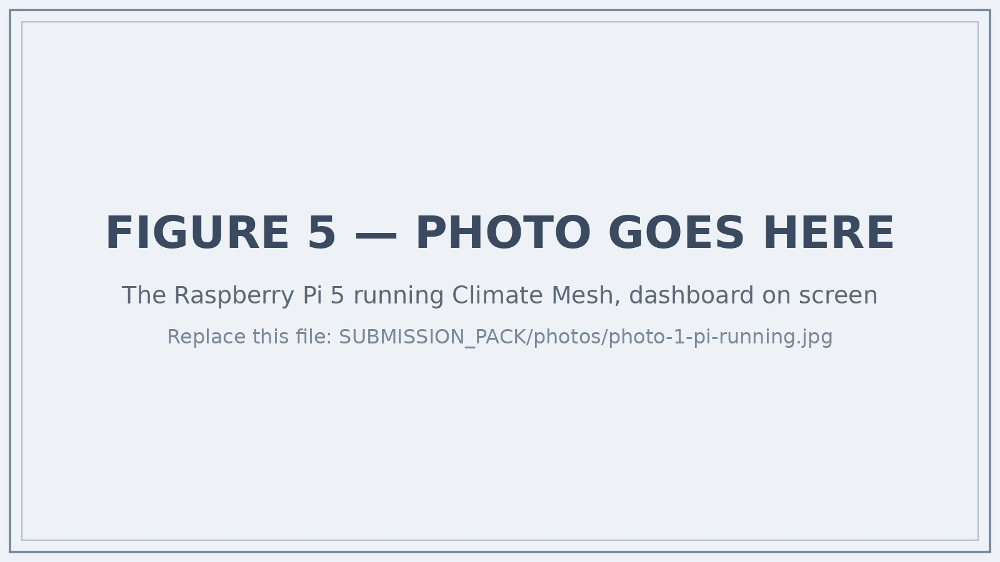 FIGURE 5 — PHOTO GOES HERE
The Raspberry Pi 5 running Climate Mesh, dashboard on screen
Replace this file: SUBMISSION_PACK/photos/photo-1-pi-running.jpg